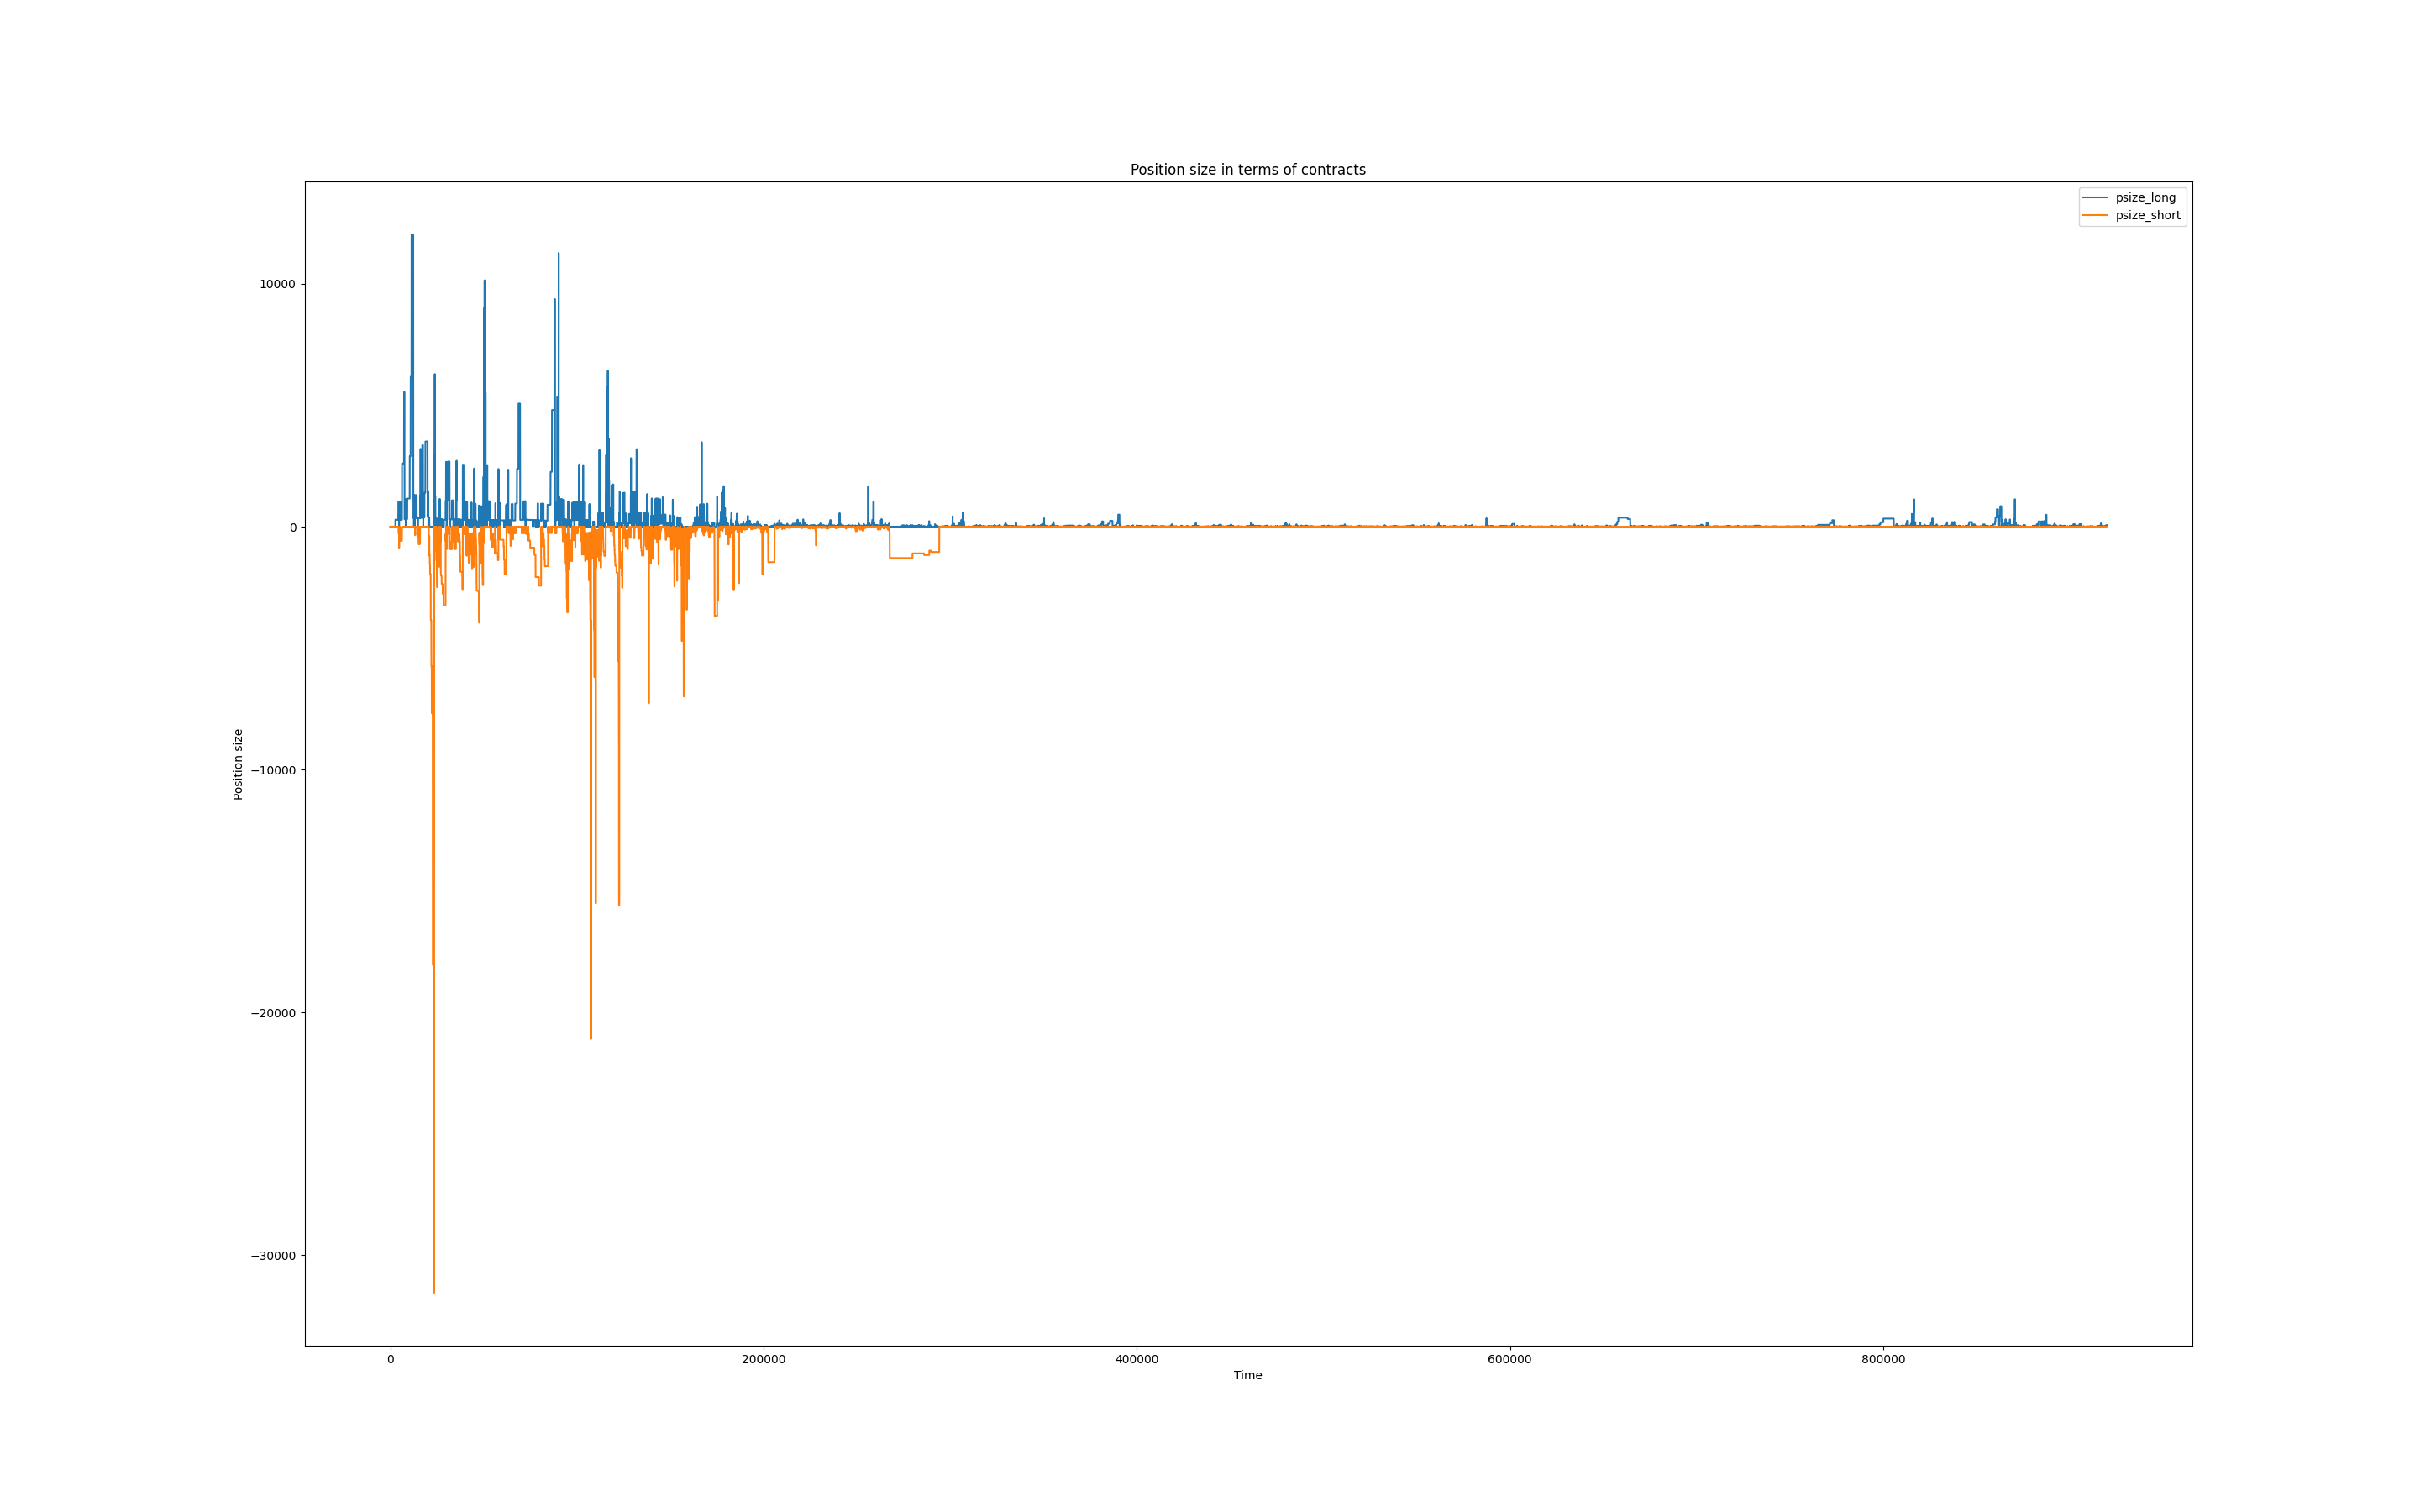 Position size in terms of contracts
psize_long
psize_short
10000
0
−10000
−20000
−30000
Position size
0
200000
400000
600000
800000
Time